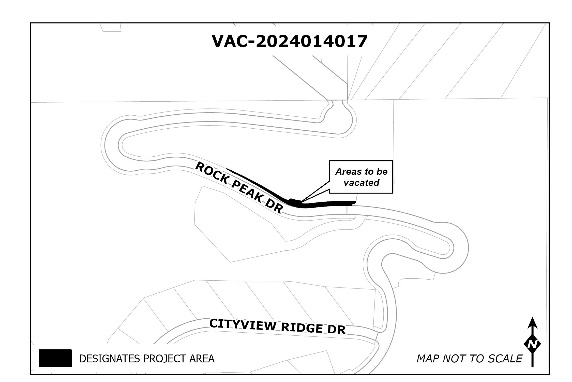 VAC-2024014017
Areas to be
vacated
ROCK PEAK DR
CITYVIEW RIDGE DR
DESIGNATES PROJECT AREA
MAP NOT TO SCALE
N